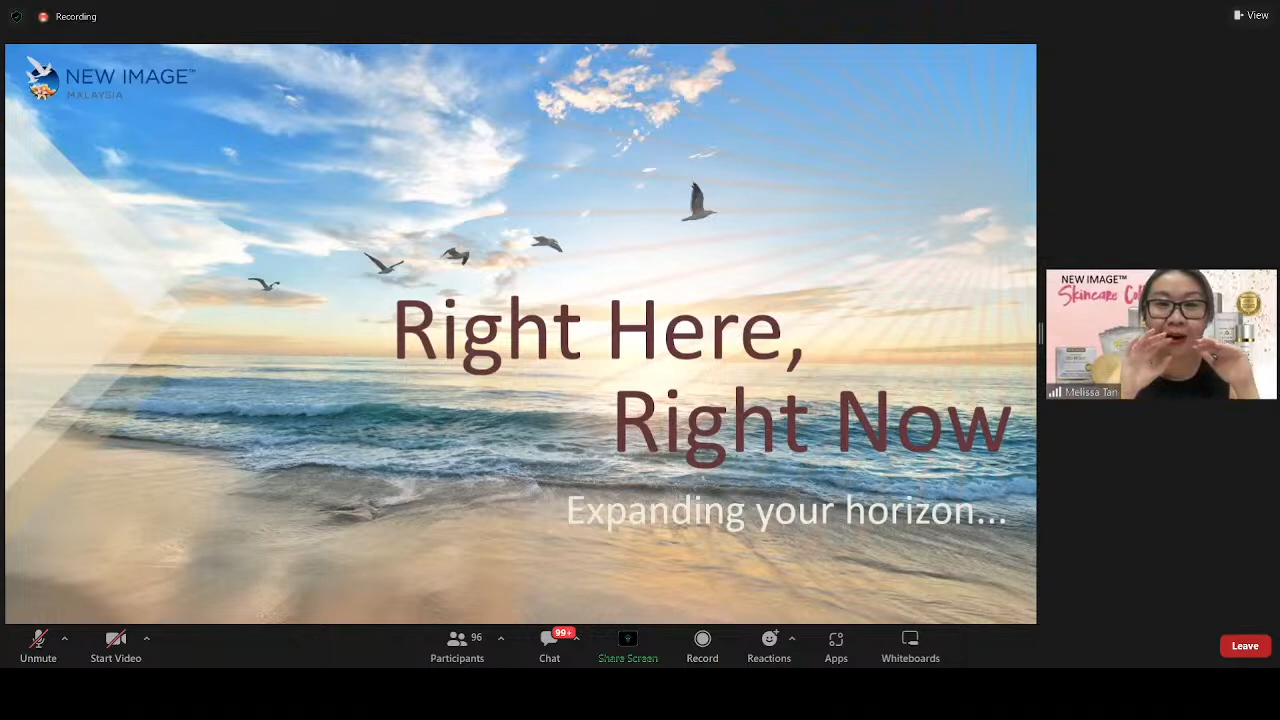 Recording
View
NEW IMAGE™
MALAYSIA
Right Here,
Right Now
Expanding your horizon...
NEW IMAGE™
Skincare
Melissa Tan
Unmute
Start Video
96
Participants
99+
Chat
Share Screen
Record
Reactions
Apps
Whiteboards
Leave